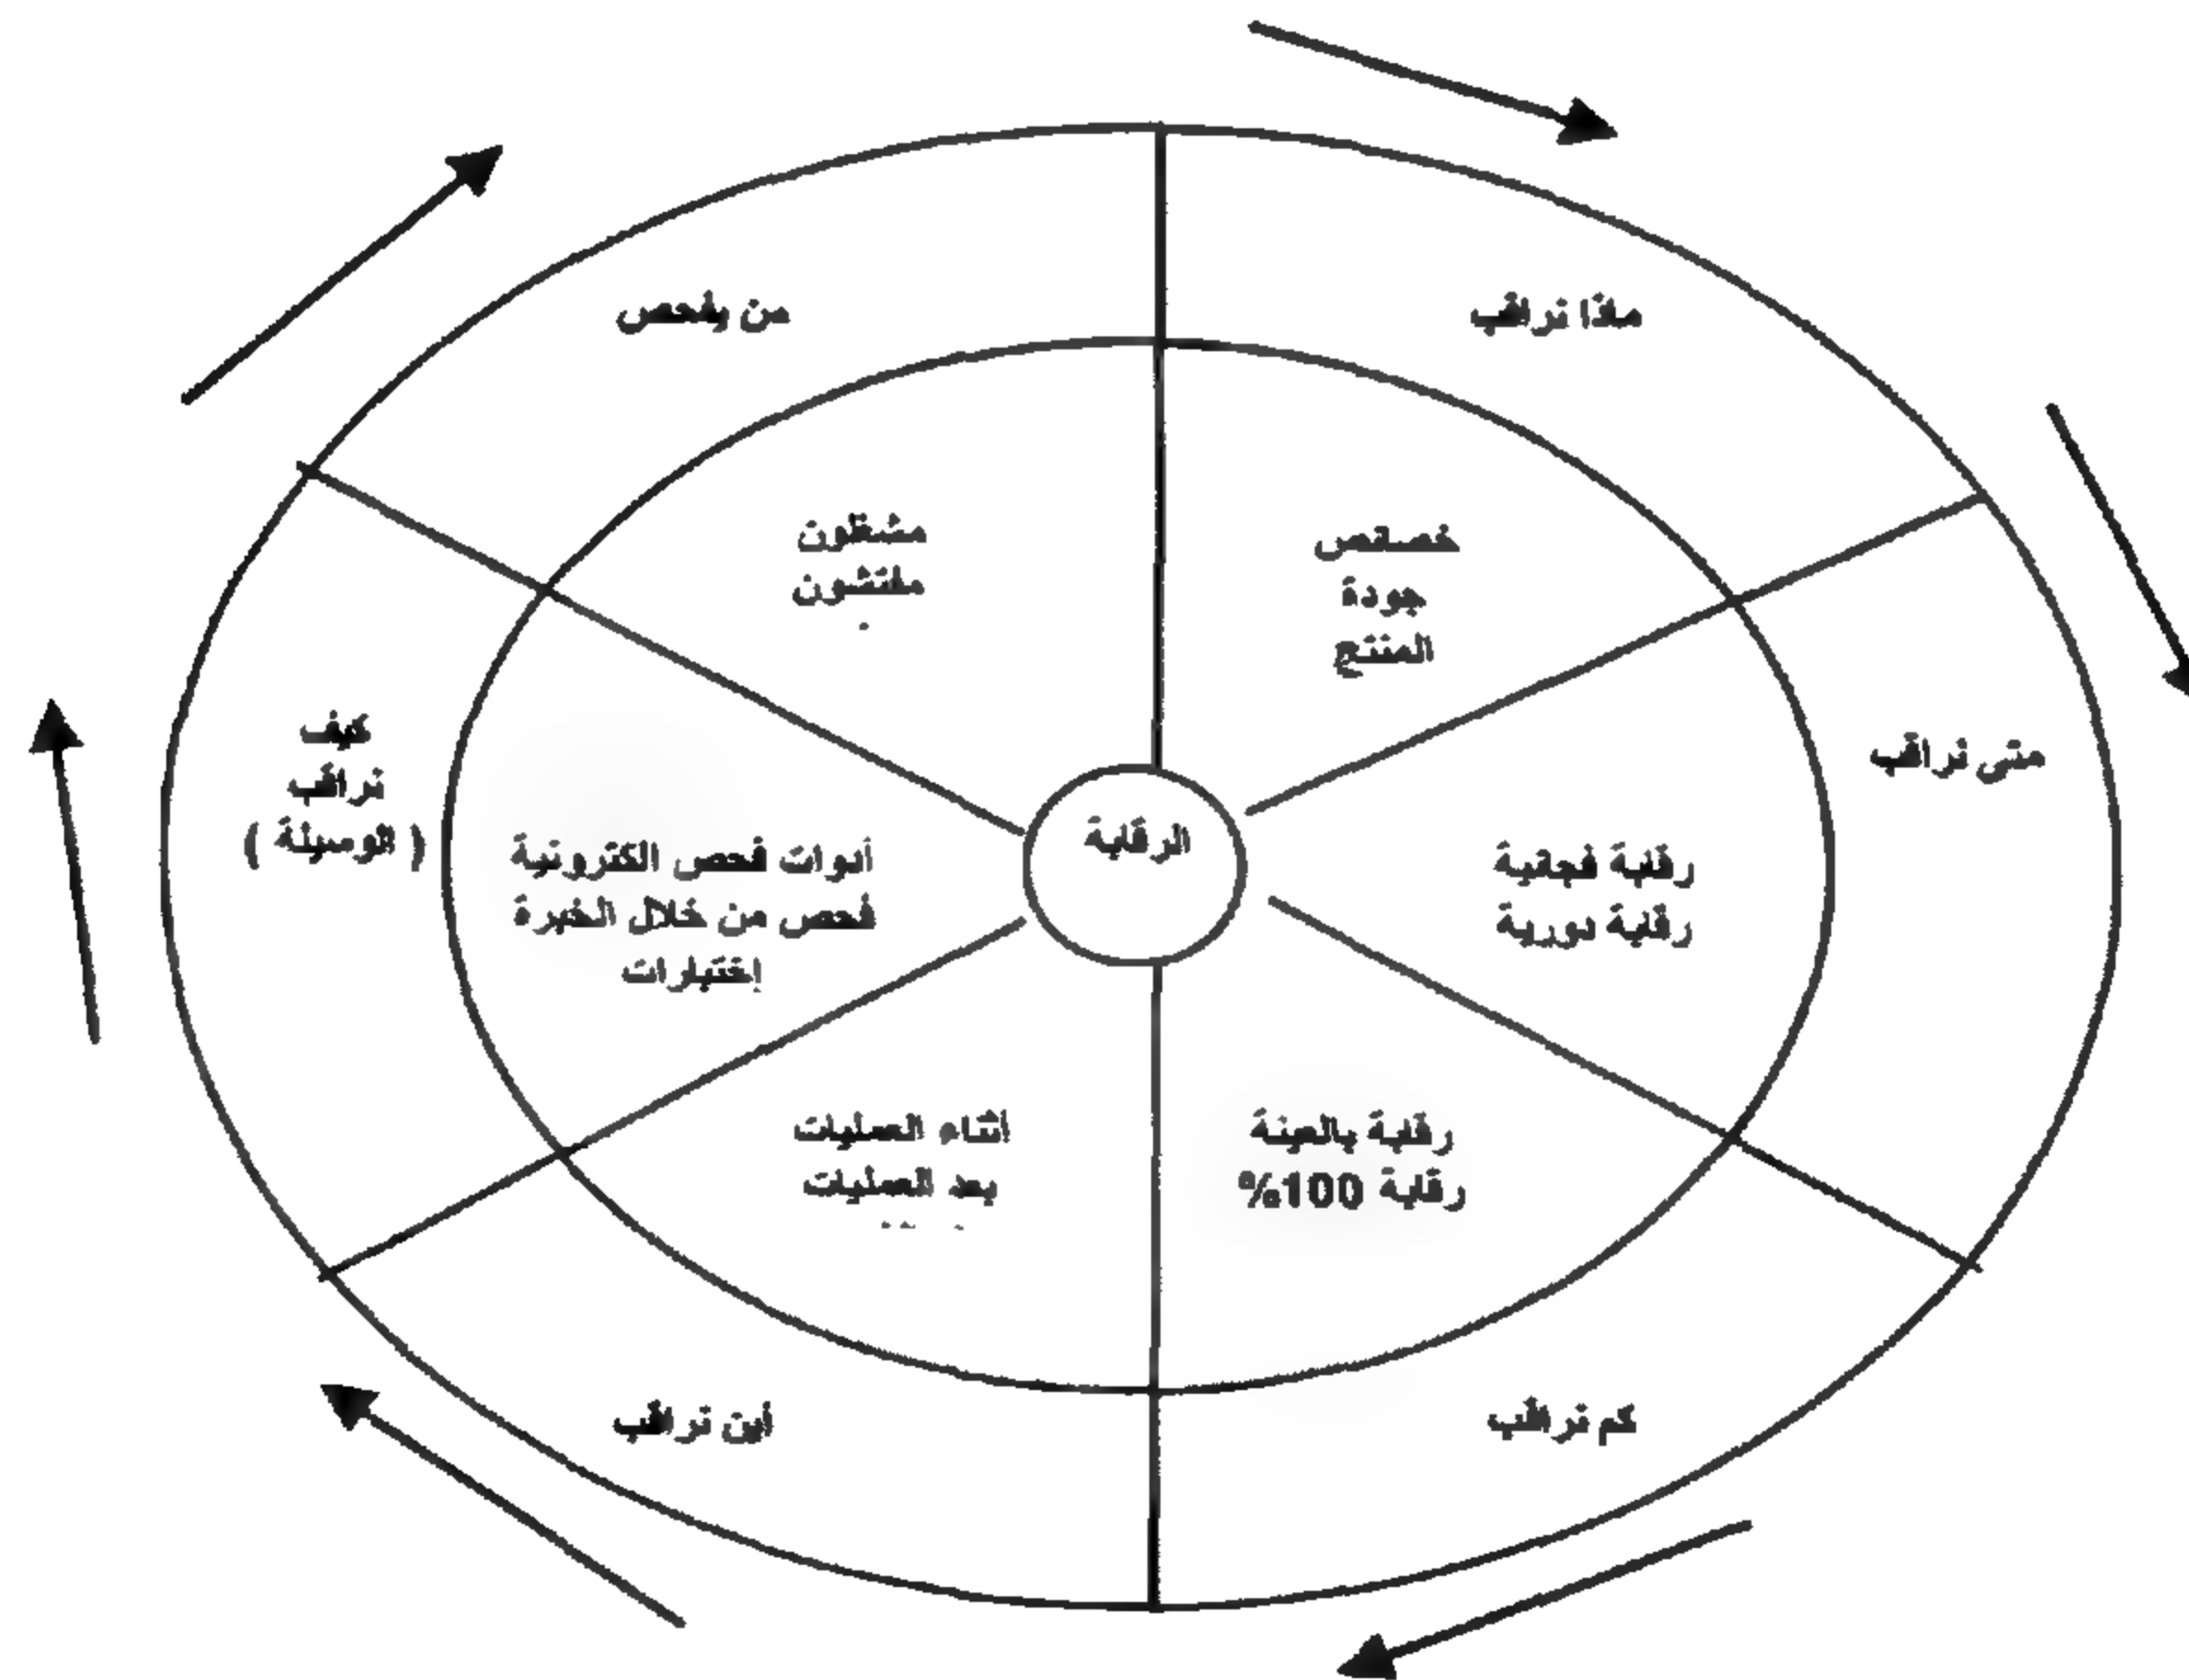 ماذا نراقب
خصائص
جودة
المنتج
متى نراقب
رقابة فجائية
رقابة دورية
كم نراقب
رقابة بالعينة
رقابة 100%
أين نراقب
أثناء العمليات
بعد العمليات
كيف
نراقب
( الوسيلة )
أدوات فحص الكترونية
فحص من خلال الخبرة
إختبارات
من يفحص
مشغلون
مفتشون
الرقابة